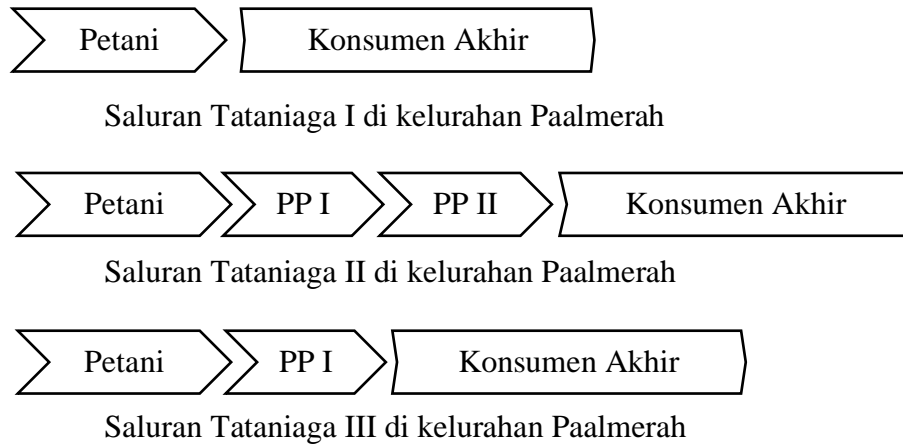 Petani Konsumen Akhir
Saluran Tataniaga I di kelurahan Paalmerah
Petani PP I PP II Konsumen Akhir
Saluran Tataniaga II di kelurahan Paalmerah
Petani PP I Konsumen Akhir
Saluran Tataniaga III di kelurahan Paalmerah